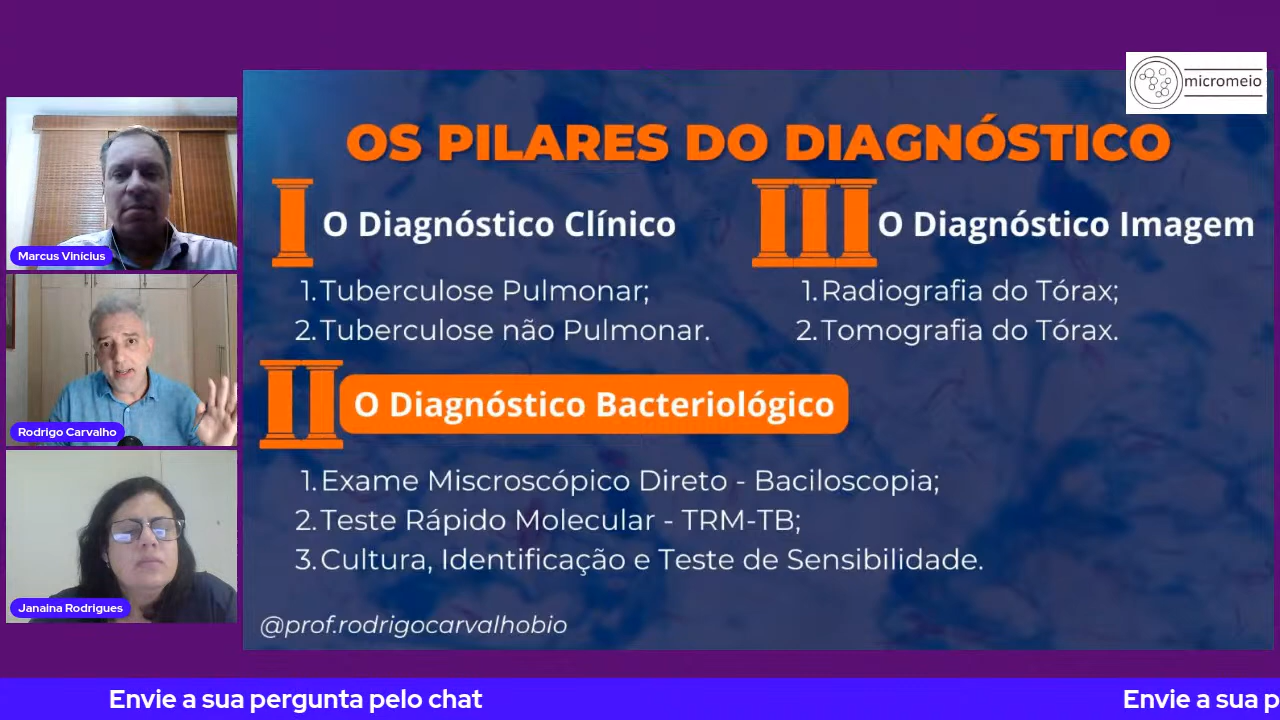 micromeio
OS PILARES DO DIAGNÓSTICO
I O Diagnóstico Clínico
1. Tuberculose Pulmonar;
2. Tuberculose não Pulmonar.
III O Diagnóstico Imagem
1. Radiografia do Tórax;
2. Tomografia do Tórax.
II O Diagnóstico Bacteriológico
1. Exame Miscroscópico Direto - Baciloscopia;
2. Teste Rápido Molecular - TRM-TB;
3. Cultura, Identificação e Teste de Sensibilidade.
@prof.rodrigocarvalhobio
Marcus Vinícius
Rodrigo Carvalho
Janaina Rodrigues
Envie a sua pergunta pelo chat
Envie a sua p